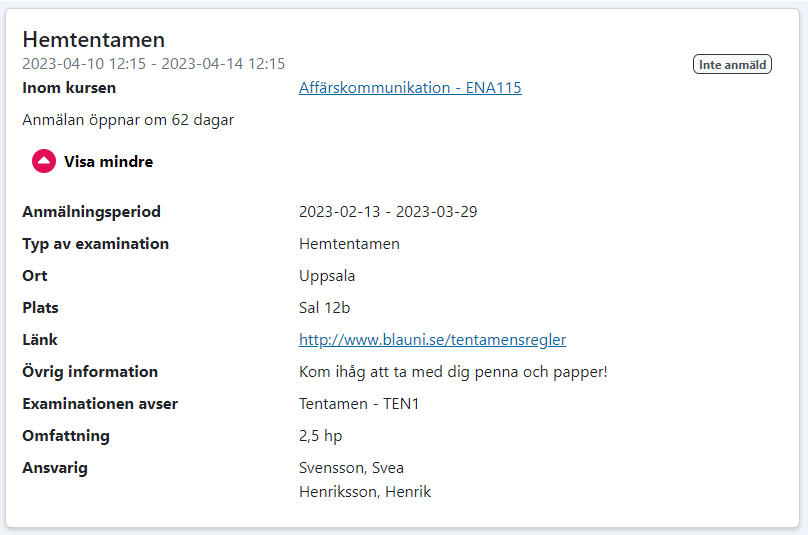 Hemtentamen
2023-04-10 12:15 - 2023-04-14 12:15
Inte anmäld
Inom kursen Affärskommunikation - ENA115
Anmälan öppnar om 62 dagar
Visa mindre
Anmälningsperiod 2023-02-13 - 2023-03-29
Typ av examination Hemtentamen
Ort Uppsala
Plats Sal 12b
Länk http://www.blauni.se/tentamensregler
Övrig information Kom ihåg att ta med dig penna och papper!
Examinationen avser Tentamen - TEN1
Omfattning 2,5 hp
Ansvarig Svensson, Svea
Henriksson, Henrik